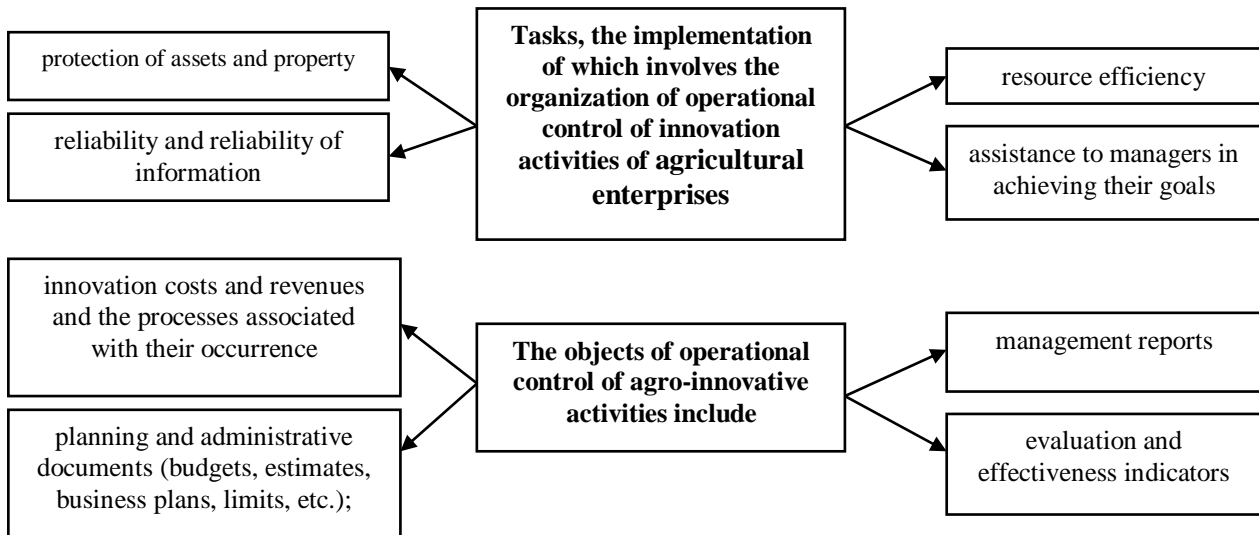 protection of assets and property
reliability and reliability of
information
Tasks, the implementation
of which involves the
organization of operational
control of innovation
activities of agricultural
enterprises
resource efficiency
assistance to managers in
achieving their goals
innovation costs and revenues
and the processes associated
with their occurrence
planning and administrative
documents (budgets, estimates,
business plans, limits, etc.);
The objects of operational
control of agro-innovative
activities include
management reports
evaluation and
effectiveness indicators